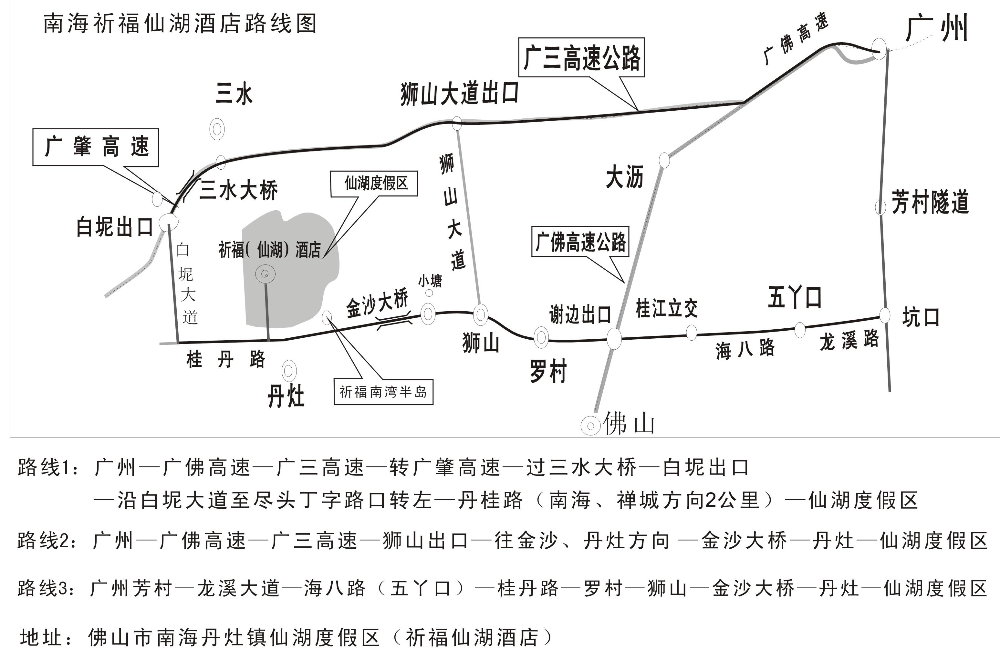 南海祈福仙湖酒店路线图
广州
广佛高速
广三高速公路
狮山大道出口
三水
广肇高速
三水大桥
仙湖度假区
大沥
狮山大道
芳村隧道
白坭出口
白坭大道
祈福(仙湖)酒店
广佛高速公路
小塘
金沙大桥
谢边出口
桂江立交
五丫口
坑口
狮山
海八路
龙溪路
桂丹路
罗村
丹灶
祈福南湾半岛
佛山
路线1：广州—广佛高速—广三高速—转广肇高速—过三水大桥—白坭出口
—沿白坭大道至尽头丁字路口转左—丹桂路（南海、禅城方向2公里）—仙湖度假区
路线2：广州—广佛高速—广三高速—狮山出口—往金沙、丹灶方向—金沙大桥—丹灶—仙湖度假区
路线3：广州芳村—龙溪大道—海八路（五丫口）—桂丹路—罗村—狮山—金沙大桥—丹灶—仙湖度假区
地址：佛山市南海丹灶镇仙湖度假区（祈福仙湖酒店）